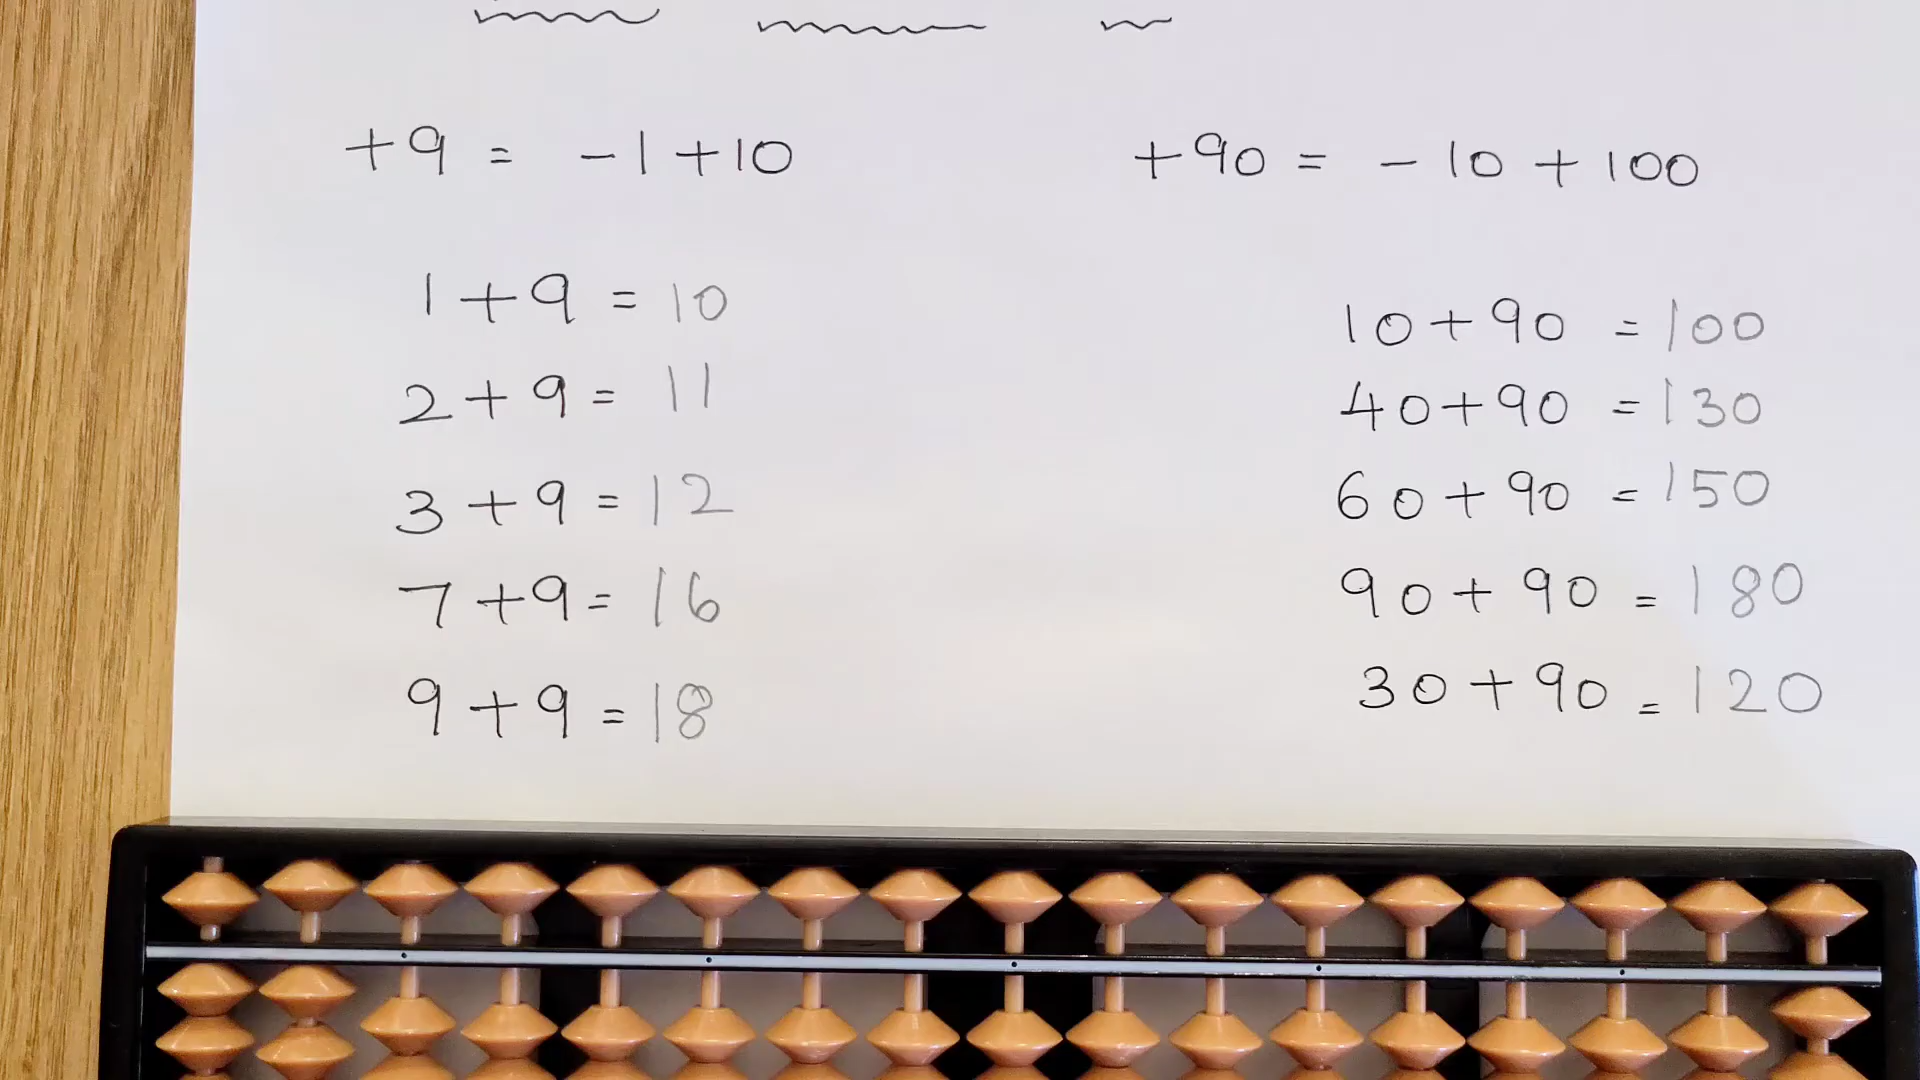 +9 = -1+10
1+9 = 10
2+9 = 11
3+9 = 12
7+9 = 16
9+9 = 18
+90 = -10+100
10+90 = 100
40+90 = 130
60+90 = 150
90+90 = 180
30+90 = 120